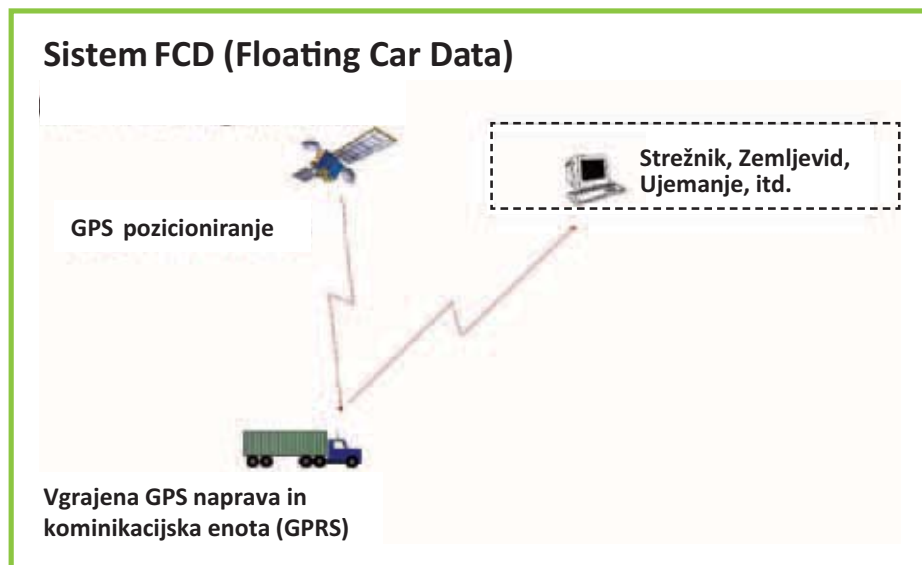 Sistem FCD (Floating Car Data)
GPS pozicioniranje
Strežnik, Zemljevid,
Ujemanje, itd.
Vgrajena GPS naprava in
kominikacijska enota (GPRS)